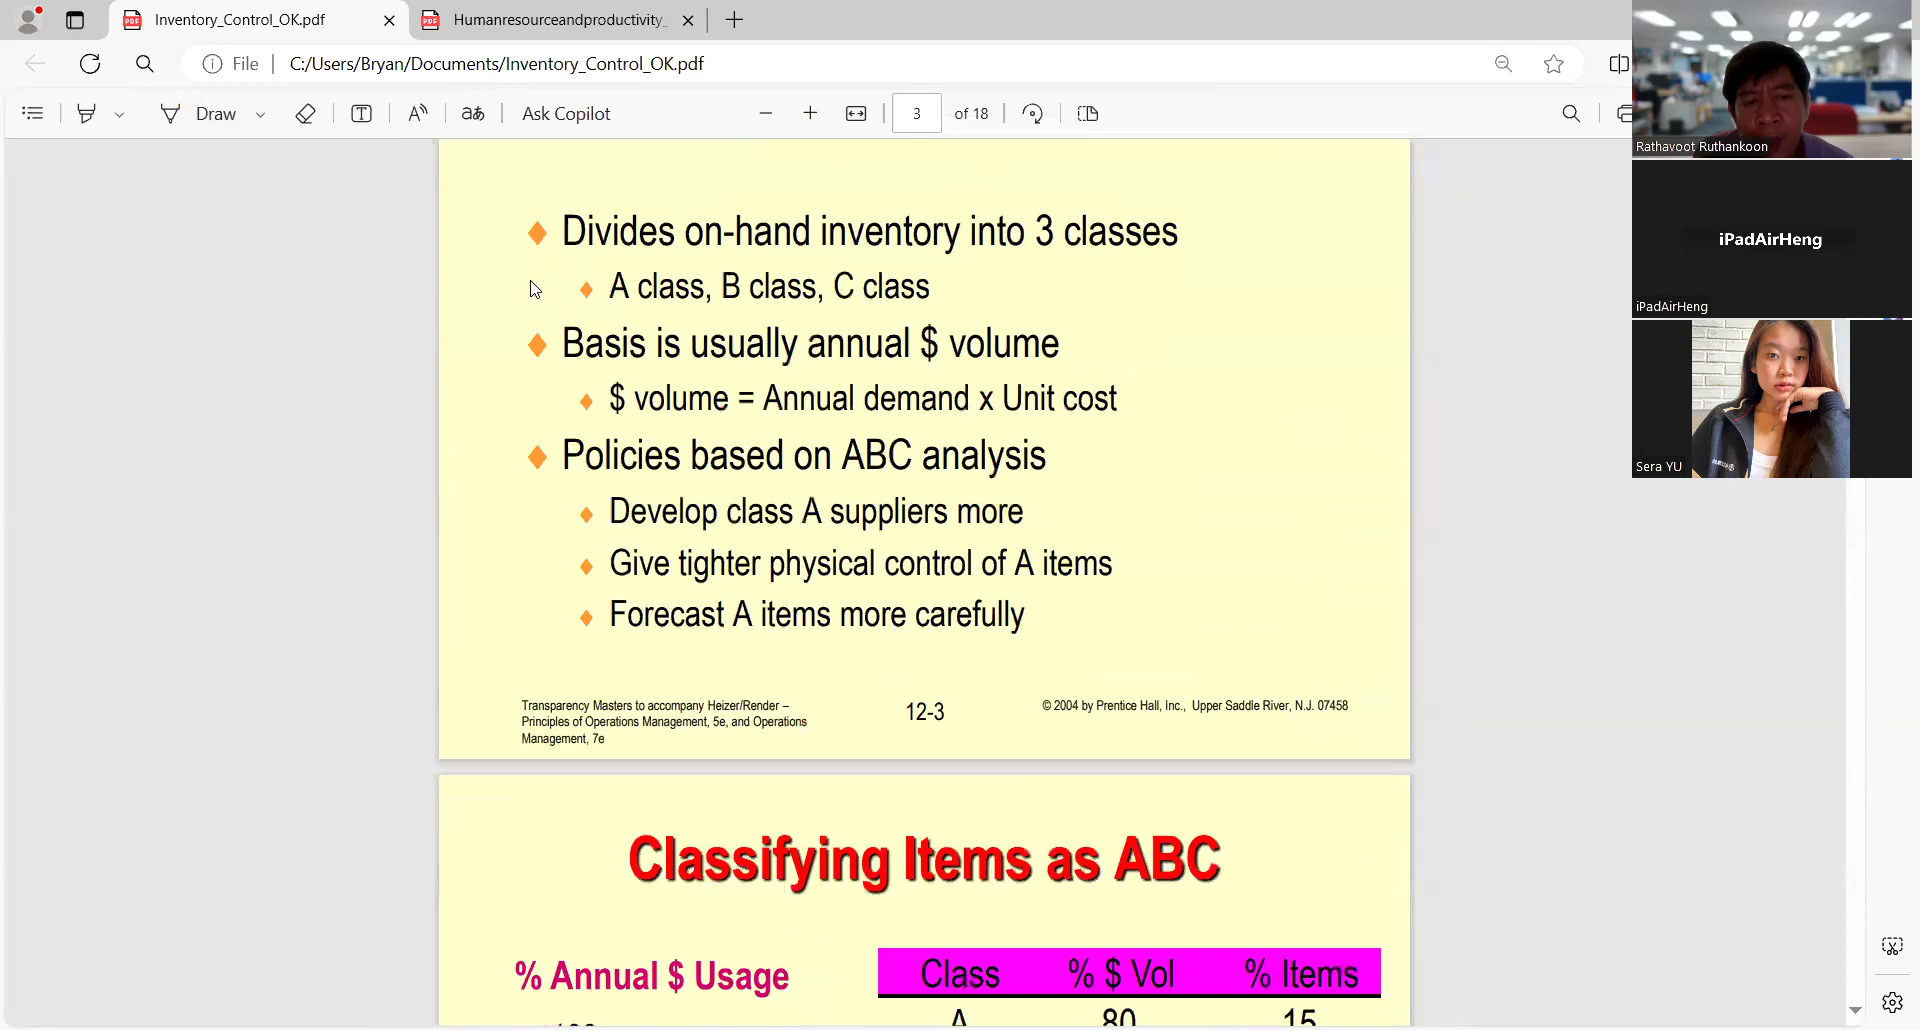 Inventory_Control_OK.pdf
Humanresourceandproductivity_
File
C:/Users/Bryan/Documents/Inventory_Control_OK.pdf
Draw
Ask Copilot
3 of 18
Divides on-hand inventory into 3 classes
A class, B class, C class
Basis is usually annual $ volume
$ volume = Annual demand x Unit cost
Policies based on ABC analysis
Develop class A suppliers more
Give tighter physical control of A items
Forecast A items more carefully
Transparency Masters to accompany Heizer/Render –
Principles of Operations Management, 5e, and Operations
Management, 7e
12-3
© 2004 by Prentice Hall, Inc., Upper Saddle River, N.J. 07458
Classifying Items as ABC
% Annual $ Usage
Class % $ Vol % Items
A 80 15
Rathavoot Ruthankoon
iPadAirHeng
iPadAirHeng
Sera YU